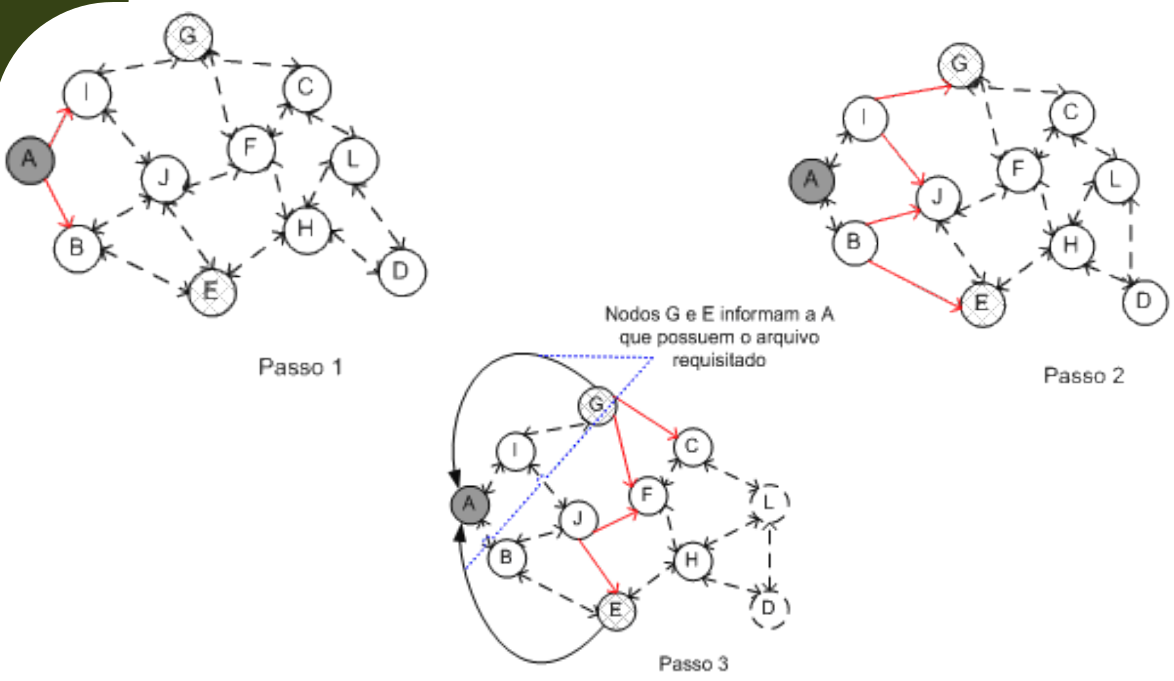 G
I
C
A
F
L
J
B
H
E
D
Passo 1
G
I
C
A
F
L
J
B
H
E
D
Passo 2
Nodos G e E informam a A
que possuem o arquivo
requisitado
G
I
C
A
F
L
J
B
H
E
D
Passo 3